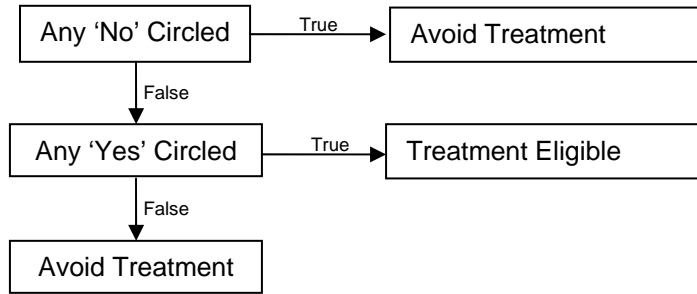 Any ‘No’ Circled
True
Avoid Treatment
False
Any ‘Yes’ Circled
True
Treatment Eligible
False
Avoid Treatment